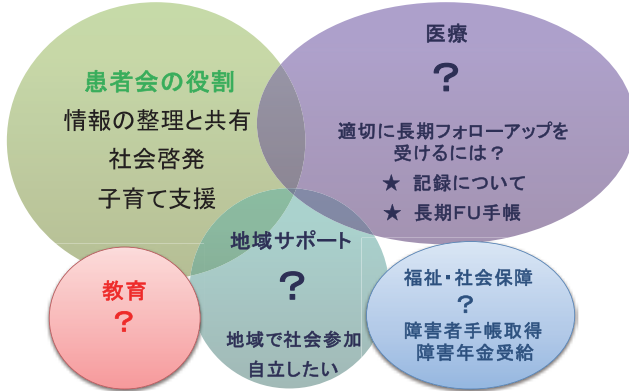 患者会の役割
情報の整理と共有
社会啓発
子育て支援
医療
?
適切に長期フォローアップを
受けるには?
★ 記録について
★ 長期FU手帳
地域サポート
?
地域で社会参加
自立したい
教育
?
福祉・社会保障
?
障害者手帳取得
障害年金受給